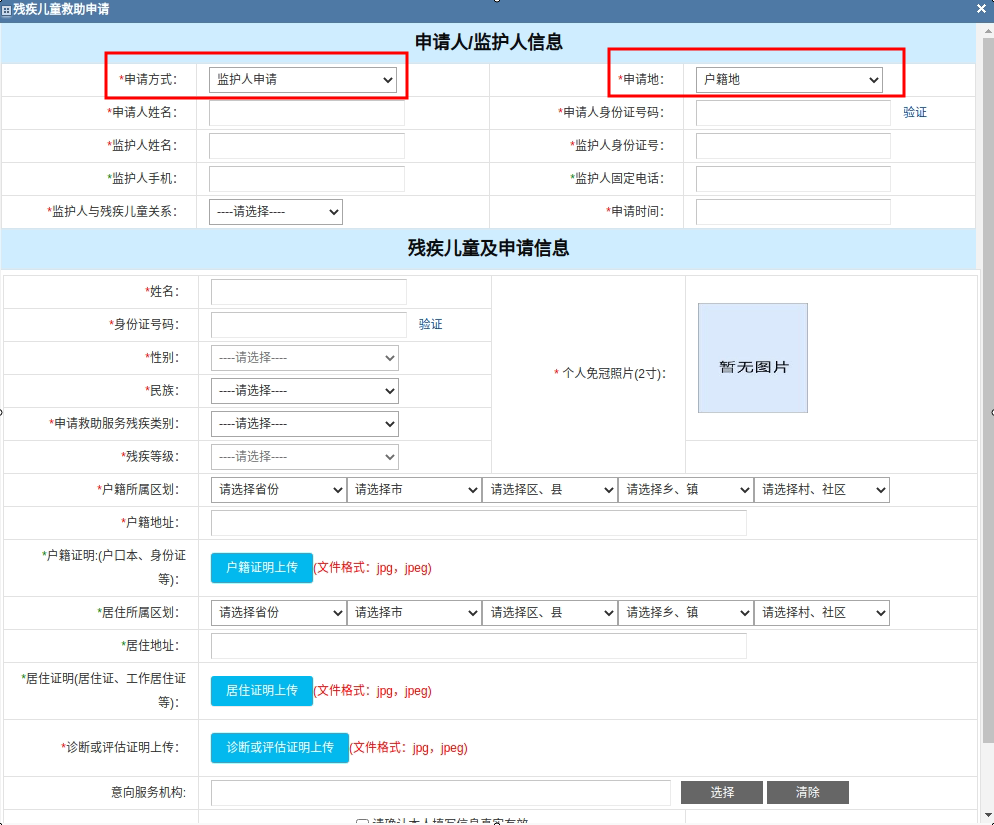 残疾儿童救助申请
申请人/监护人信息
*申请方式： 监护人申请 *申请地： 户籍地
*申请人姓名： *申请人身份证号码： 验证
*监护人姓名： *监护人身份证号：
*监护人手机： *监护人固定电话：
*监护人与残疾儿童关系： ----请选择---- *申请时间：
残疾儿童及申请信息
*姓名：
*身份证号码： 验证
*性别： ----请选择----
* 个人免冠照片(2寸)： 暂无图片
*民族： ----请选择----
*申请救助服务残疾类别： ----请选择----
*残疾等级： ----请选择----
*户籍所属区划： 请选择省份 请选择市 请选择区、县 请选择乡、镇 请选择村、社区
*户籍地址：
*户籍证明:(户口本、身份证
等)： 户籍证明上传 (文件格式：jpg，jpeg)
*居住所属区划： 请选择省份 请选择市 请选择区、县 请选择乡、镇 请选择村、社区
*居住地址：
*居住证明(居住证、工作居住证
等)： 居住证明上传 (文件格式：jpg，jpeg)
*诊断或评估证明上传： 诊断或评估证明上传 (文件格式：jpg，jpeg)
意向服务机构: 选择 清除
请确认本人填写信息真实有效